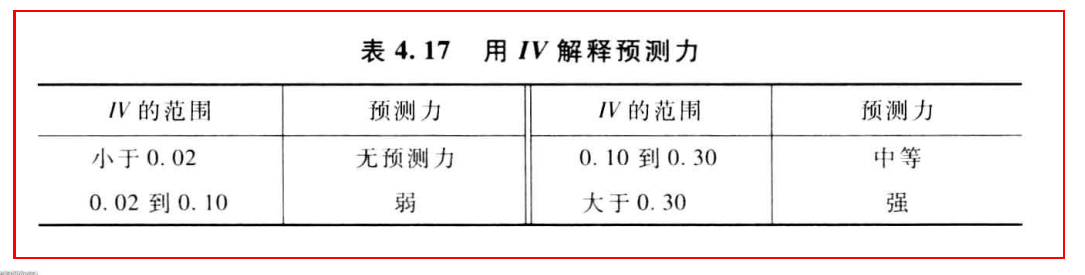 表 4.17 用 IV 解释预测力
IV 的范围 预测力 IV 的范围 预测力
小于 0.02 无预测力 0.10 到 0.30 中等
0.02 到 0.10 弱 大于 0.30 强